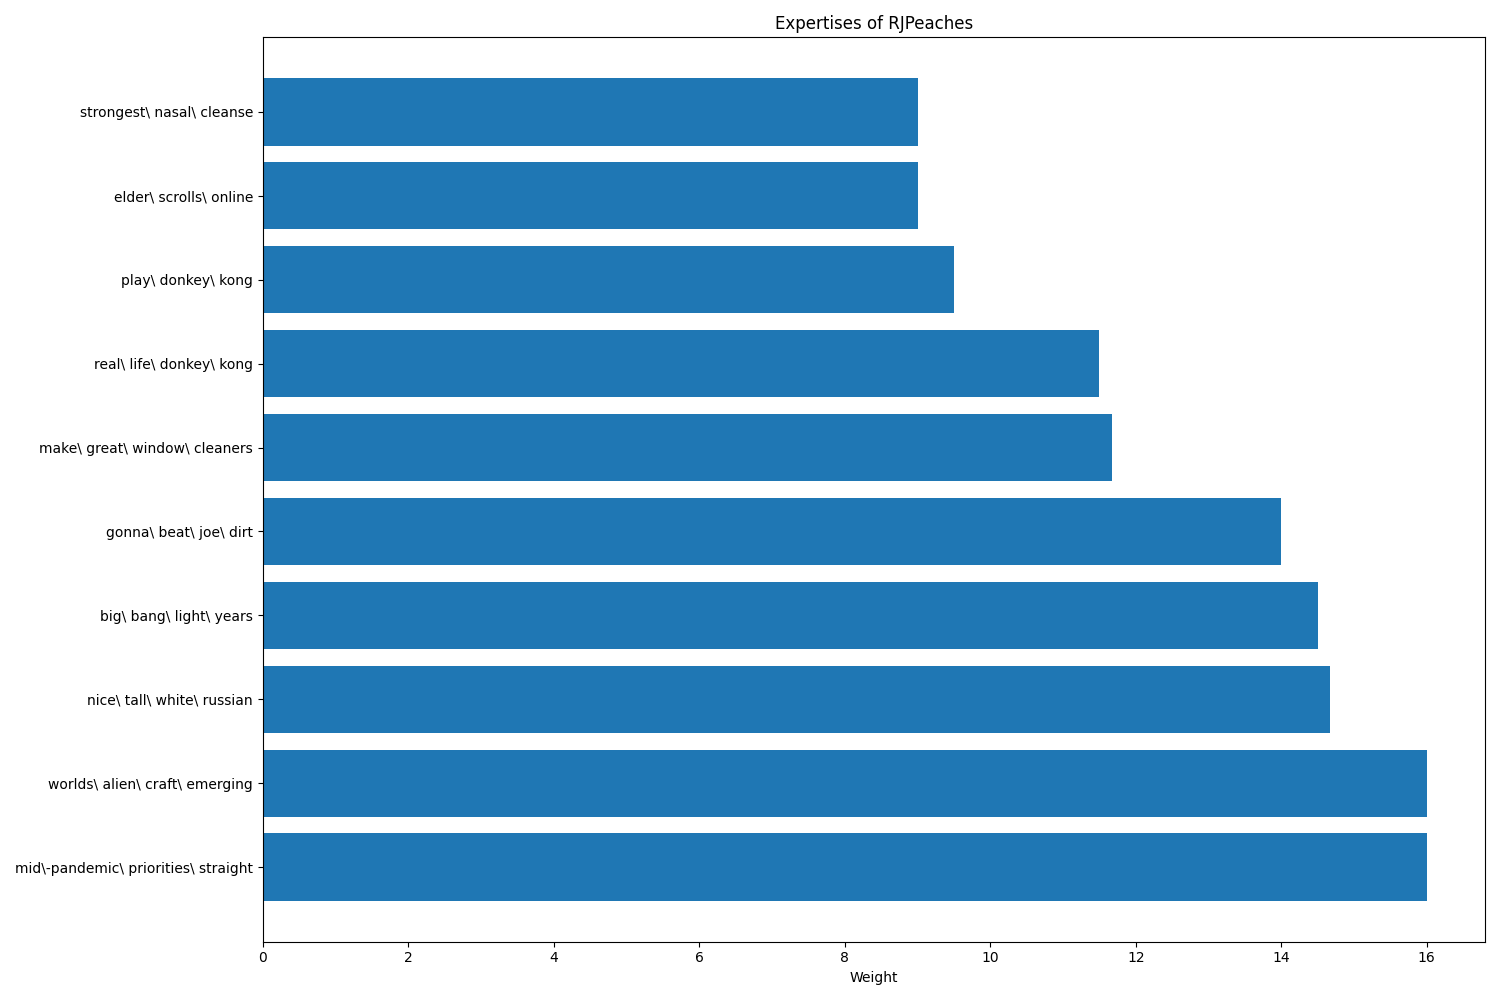 Expertises of RJPeaches
strongest\ nasal\ cleanse
elder\ scrolls\ online
play\ donkey\ kong
real\ life\ donkey\ kong
make\ great\ window\ cleaners
gonna\ beat\ joe\ dirt
big\ bang\ light\ years
nice\ tall\ white\ russian
worlds\ alien\ craft\ emerging
mid\-pandemic\ priorities\ straight
0 2 4 6 8 10 12 14 16
Weight